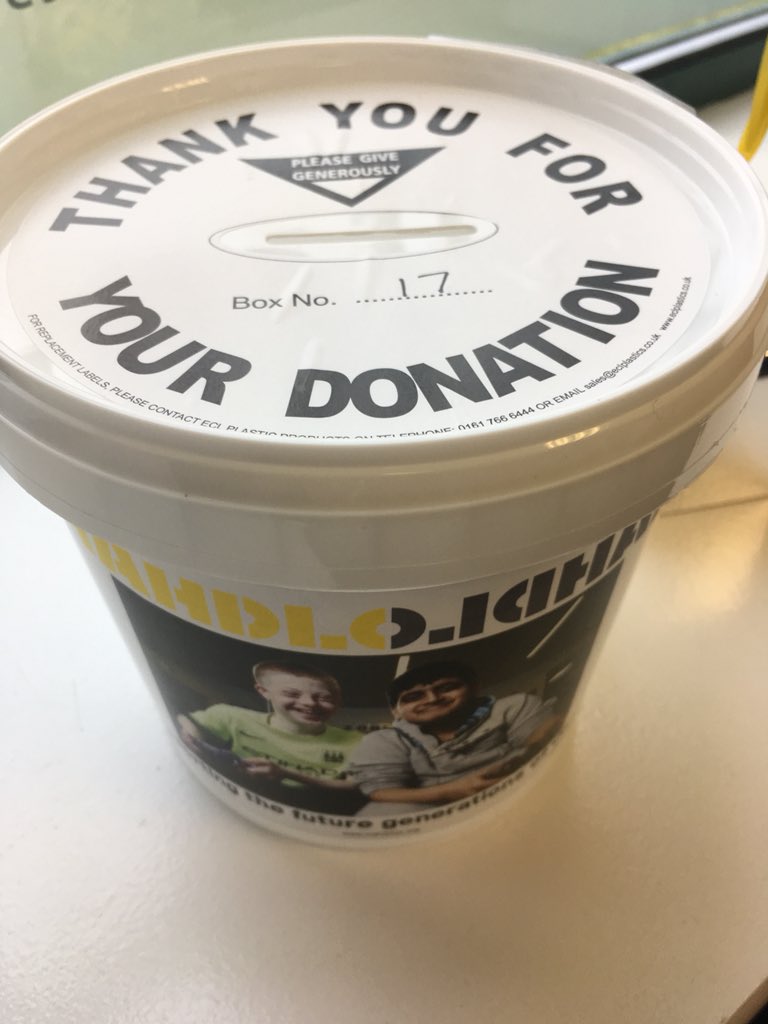 THANK YOU FOR
PLEASE GIVE
GENEROUSLY
Box No. ....17....
YOUR DONATION
FOR REPLACEMENT LABELS, PLEASE CONTACT ECL PLASTIC PRODUCTS ON TELEPHONE: 0161 766 6444 OR EMAIL sales@eclplastics.co.uk www.eclplastics.co.uk
ETIHAD
the future generations